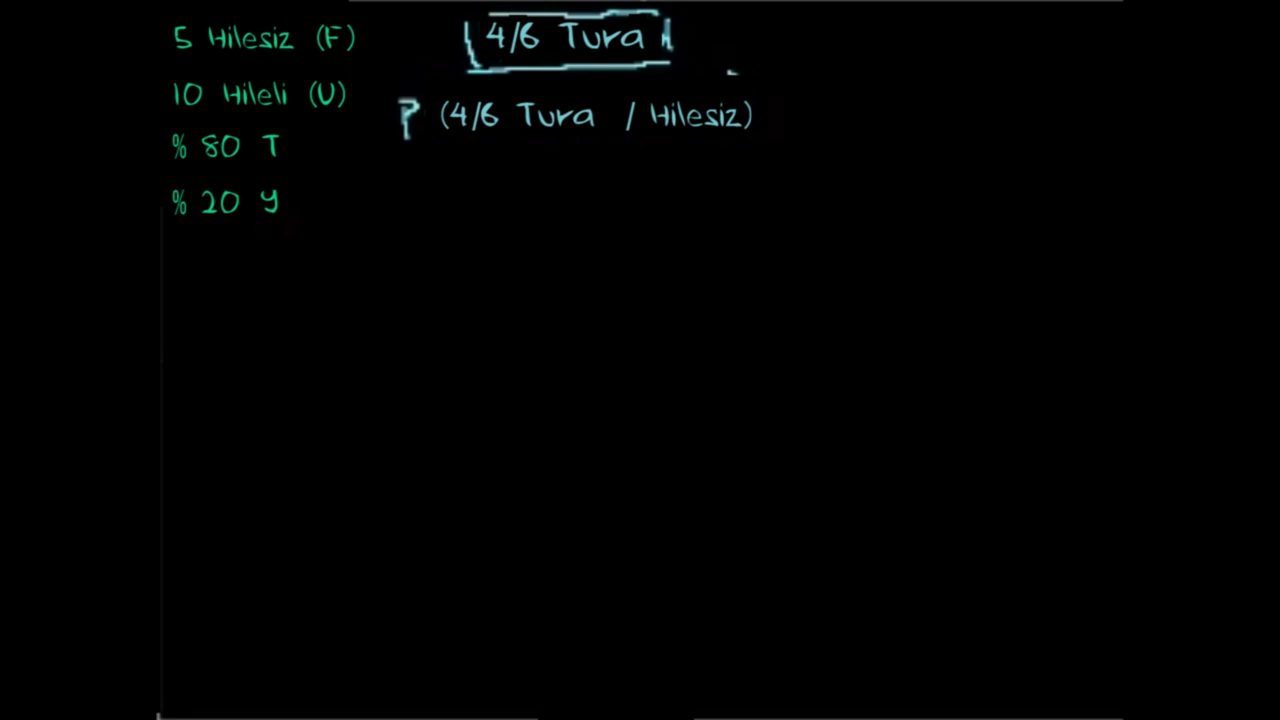 5 Hilesiz (F)
4/6 Tura
10 Hileli (U)
P (4/6 Tura / Hilesiz)
% 80 T
% 20 Y